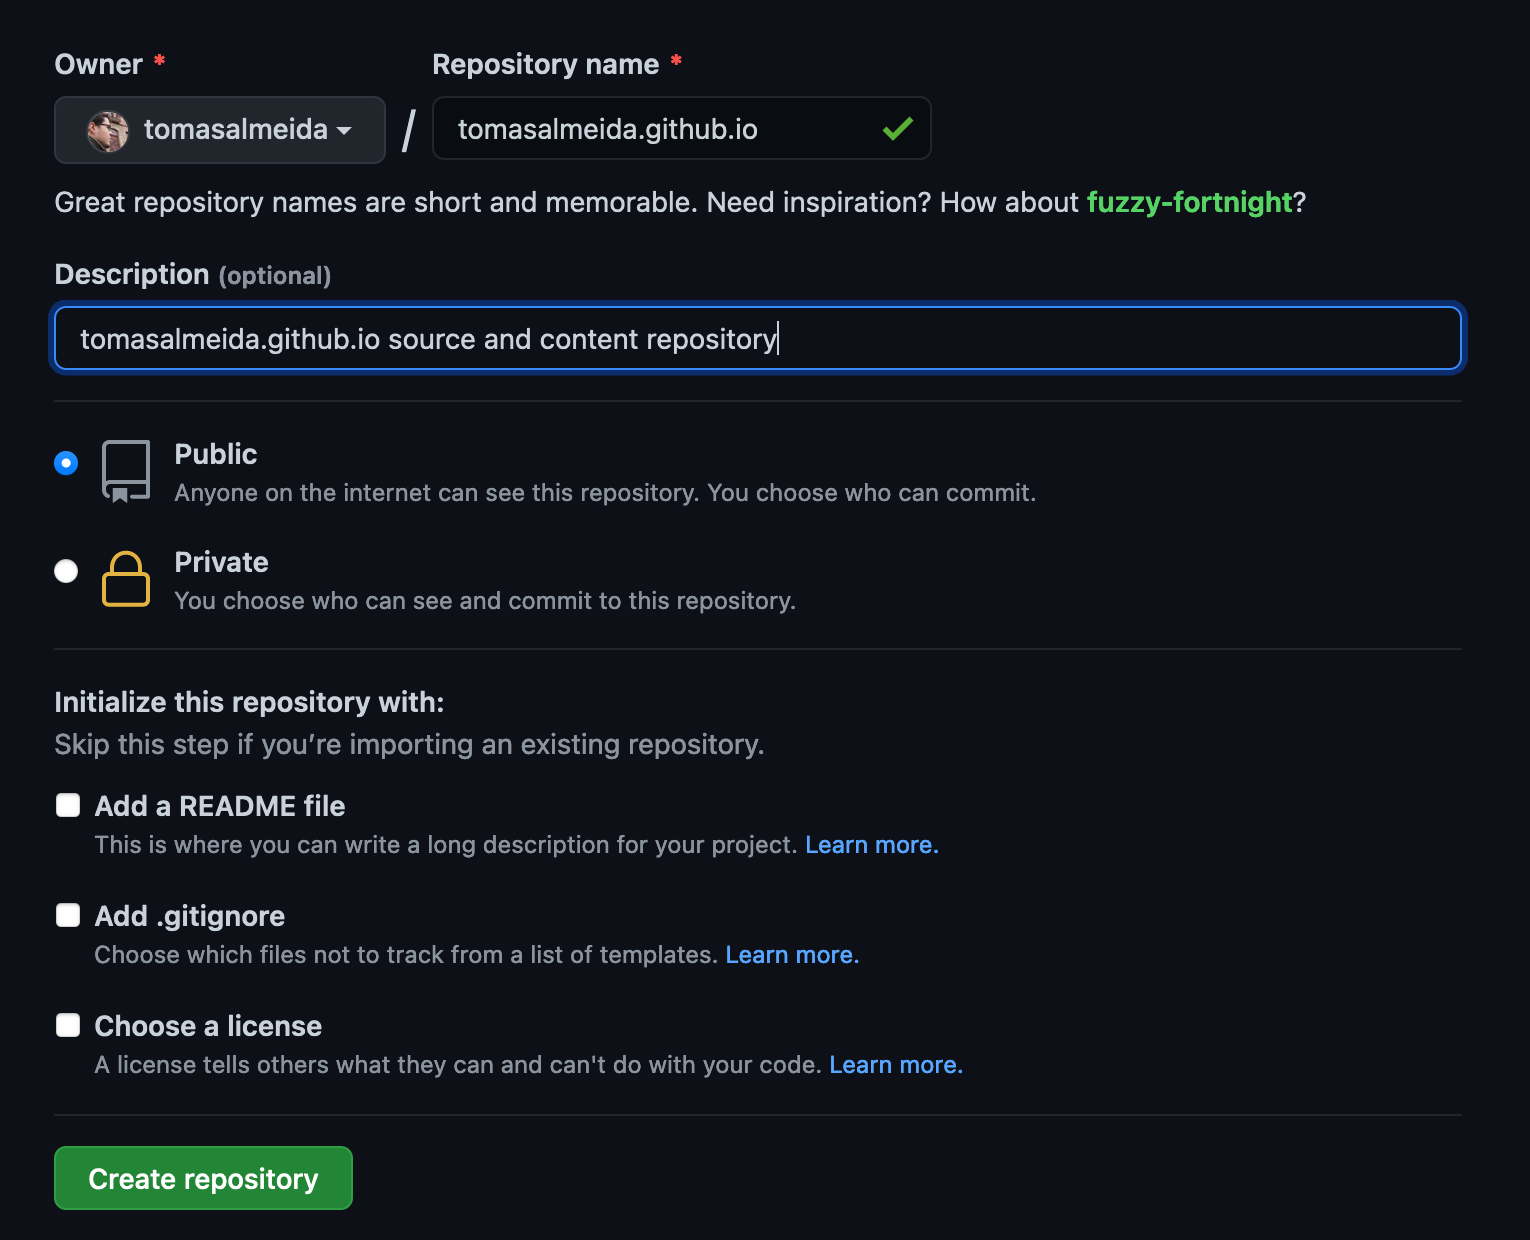 Owner *
Repository name *
tomasalmeida / tomasalmeida.github.io
Great repository names are short and memorable. Need inspiration? How about fuzzy-fortnight?
Description (optional)
tomasalmeida.github.io source and content repository
Public
Anyone on the internet can see this repository. You choose who can commit.
Private
You choose who can see and commit to this repository.
Initialize this repository with:
Skip this step if you’re importing an existing repository.
Add a README file
This is where you can write a long description for your project. Learn more.
Add .gitignore
Choose which files not to track from a list of templates. Learn more.
Choose a license
A license tells others what they can and can't do with your code. Learn more.
Create repository